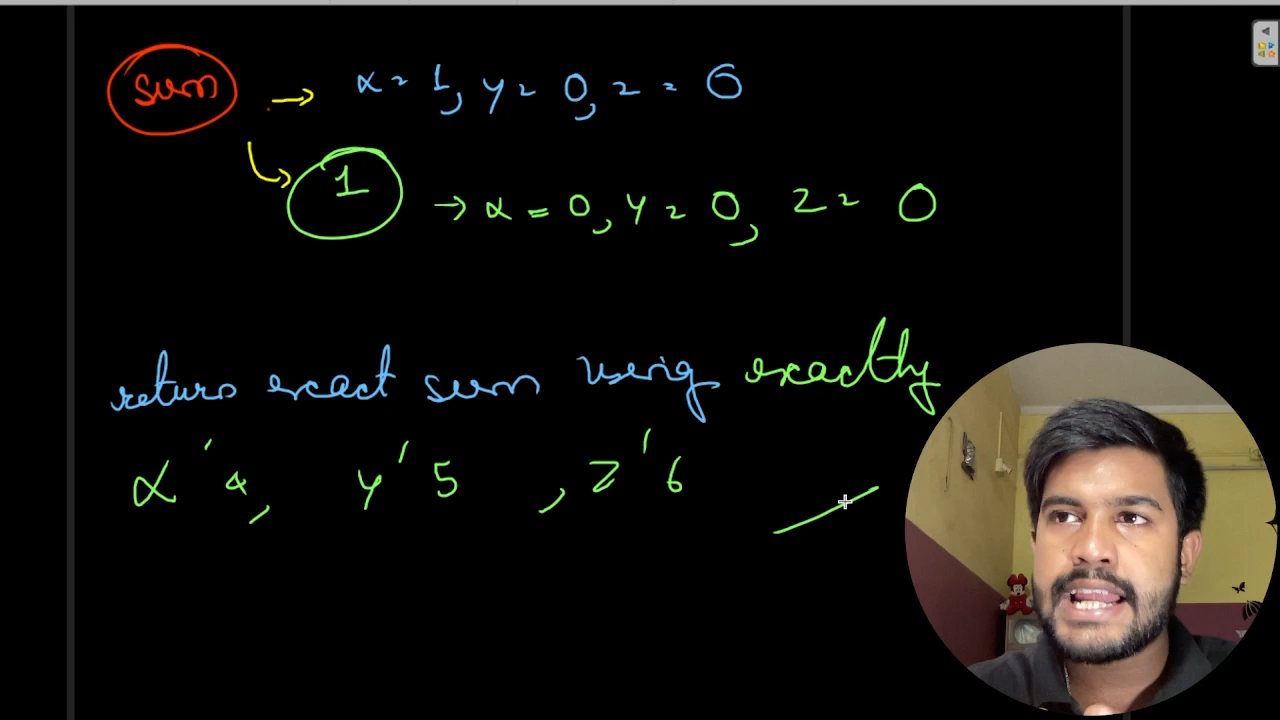 sum → x = 1, y = 0, z = 0
1 → x = 0, y = 0, z = 0
return exact sum using exactly
x ' 4, y ' 5 , z ' 6